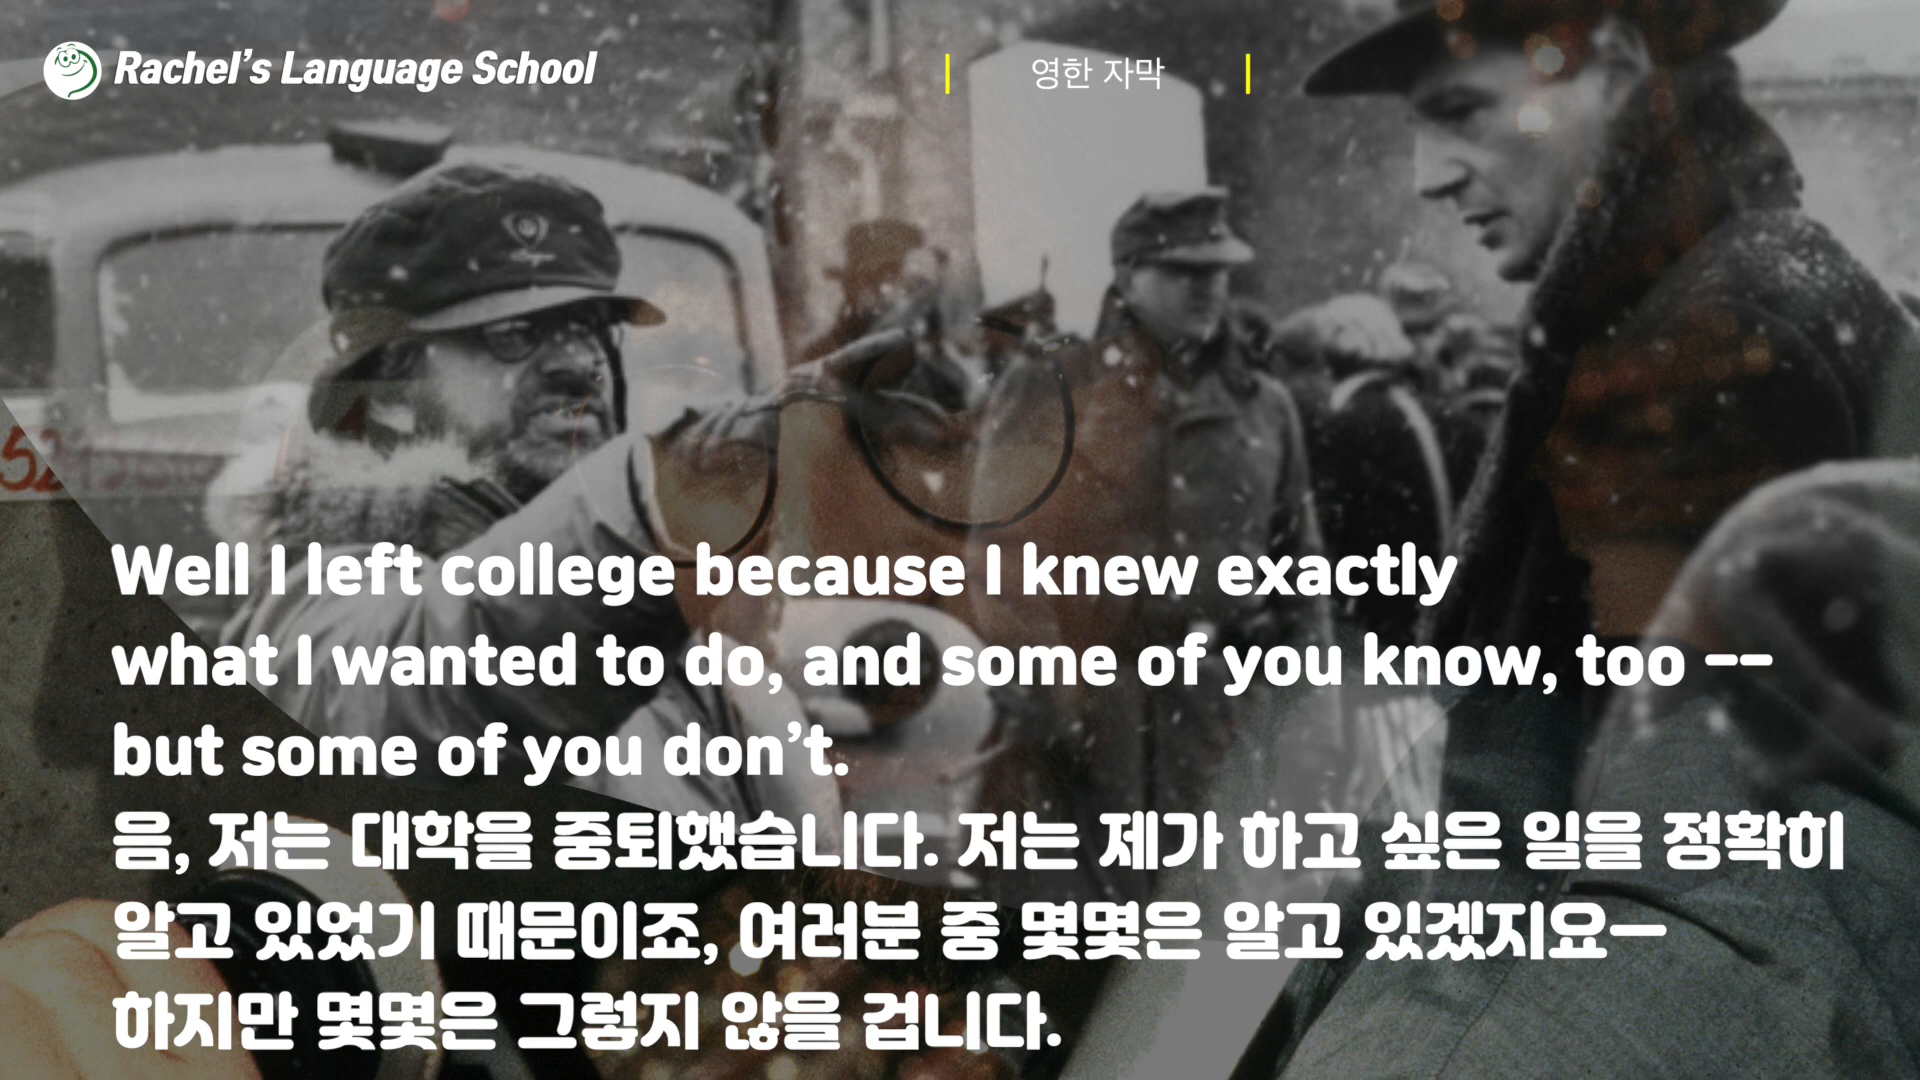 Rachel's Language School
영한 자막
Well I left college because I knew exactly
what I wanted to do, and some of you know, too --
but some of you don't.
음, 저는 대학을 중퇴했습니다. 저는 제가 하고 싶은 일을 정확히
알고 있었기 때문이죠, 여러분 중 몇몇은 알고 있겠지요—
하지만 몇몇은 그렇지 않을 겁니다.